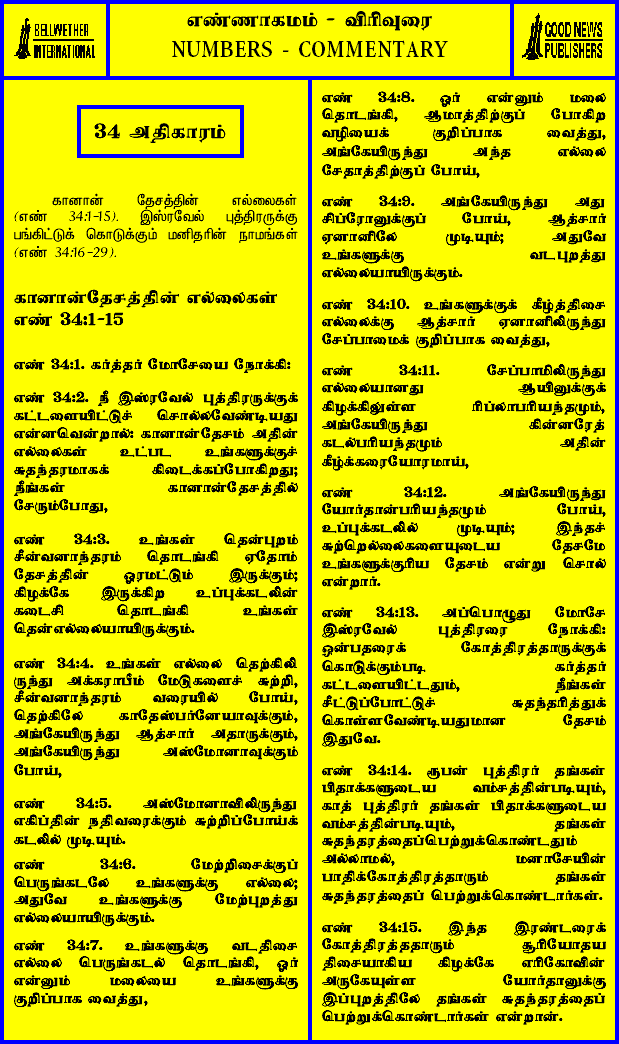 BELLWETHER
INTERNATIONAL
எண்ணாகமம் - விரிவுரை
NUMBERS - COMMENTARY
GOOD NEWS
PUBLISHERS
34 அதிகாரம்
கானான் தேசத்தின் எல்லைகள்
(எண் 34:1-15). இஸ்ரவேல் புத்திரருக்கு
பங்கிட்டுக் கொடுக்கும் மனிதரின் நாமங்கள்
(எண் 34:16-29).
கானான்தேசத்தின் எல்லைகள்
எண் 34:1-15
எண் 34:1. கர்த்தர் மோசேயை நோக்கி:
எண் 34:2. நீ இஸ்ரவேல் புத்திரருக்குக்
கட்டளையிட்டுச் சொல்லவேண்டியது
என்னவென்றால்: கானான்தேசம் அதின்
எல்லைகள் உட்பட உங்களுக்குச்
சுதந்தரமாகக் கிடைக்கப்போகிறது;
நீங்கள் கானான்தேசத்தில்
சேரும்போது,
எண் 34:3. உங்கள் தென்புறம்
சீன்வனாந்தரம் தொடங்கி ஏதோம்
தேசத்தின் ஓரமட்டும் இருக்கும்;
கிழக்கே இருக்கிற உப்புக்கடலின்
கடைசி தொடங்கி உங்கள்
தென்எல்லையாயிருக்கும்.
எண் 34:4. உங்கள் எல்லை தெற்கிலி
ருந்து அக்கராபீம் மேடுகளைச் சுற்றி,
சீன்வனாந்தரம் வரையில் போய்,
தெற்கிலே காதேஸ்பர்னேயாவுக்கும்,
அங்கேயிருந்து ஆத்சார் அதாருக்கும்,
அங்கேயிருந்து அஸ்மோனாவுக்கும்
போய்,
எண் 34:5. அஸ்மோனாவிலிருந்து
எகிப்தின் நதிவரைக்கும் சுற்றிப்போய்க்
கடலில் முடியும்.
எண் 34:6. மேற்றிசைக்குப்
பெருங்கடலே உங்களுக்கு எல்லை;
அதுவே உங்களுக்கு மேற்புறத்து
எல்லையாயிருக்கும்.
எண் 34:7. உங்களுக்கு வடதிசை
எல்லை பெருங்கடல் தொடங்கி, ஓர்
என்னும் மலையை உங்களுக்கு
குறிப்பாக வைத்து,
எண் 34:8. ஓர் என்னும் மலை
தொடங்கி, ஆமாத்திற்குப் போகிற
வழியைக் குறிப்பாக வைத்து,
அங்கேயிருந்து அந்த எல்லை
சேதாத்திற்குப் போய்,
எண் 34:9. அங்கேயிருந்து அது
சிப்ரோனுக்குப் போய், ஆத்சார்
ஏனானிலே முடியும்; அதுவே
உங்களுக்கு வடபுறத்து
எல்லையாயிருக்கும்.
எண் 34:10. உங்களுக்குக் கீழ்த்திசை
எல்லைக்கு ஆத்சார் ஏனானிலிருந்து
சேப்பாமைக் குறிப்பாக வைத்து,
எண் 34:11. சேப்பாமிலிருந்து
எல்லையானது ஆயினுக்குக்
கிழக்கிலுள்ள ரிப்லாபரியந்தமும்,
அங்கேயிருந்து கின்னரேத்
கடல்பரியந்தமும் அதின்
கீழ்க்கரையோரமாய்,
எண் 34:12. அங்கேயிருந்து
யோர்தான்பரியந்தமும் போய்,
உப்புக்கடலில் முடியும்; இந்தச்
சுற்றெல்லைகளையுடைய தேசமே
உங்களுக்குரிய தேசம் என்று சொல்
என்றார்.
எண் 34:13. அப்பொழுது மோசே
இஸ்ரவேல் புத்திரரை நோக்கி:
ஒன்பதரைக் கோத்திரத்தாருக்குக்
கொடுக்கும்படி கர்த்தர்
கட்டளையிட்டதும், நீங்கள்
சீட்டுப்போட்டுச் சுதந்தரித்துக்
கொள்ளவேண்டியதுமான தேசம்
இதுவே.
எண் 34:14. ரூபன் புத்திரர் தங்கள்
பிதாக்களுடைய வம்சத்தின்படியும்,
காத் புத்திரர் தங்கள் பிதாக்களுடைய
வம்சத்தின்படியும், தங்கள்
சுதந்தரத்தைப்பெற்றுக்கொண்டதும்
அல்லாமல், மனாசேயின்
பாதிக்கோத்திரத்தாரும் தங்கள்
சுதந்தரத்தைப் பெற்றுக்கொண்டார்கள்.
எண் 34:15. இந்த இரண்டரைக்
கோத்திரத்ததாரும் சூரியோதய
திசையாகிய கிழக்கே எரிகோவின்
அருகேயுள்ள யோர்தானுக்கு
இப்புறத்திலே தங்கள் சுதந்தரத்தைப்
பெற்றுக்கொண்டார்கள் என்றான்.